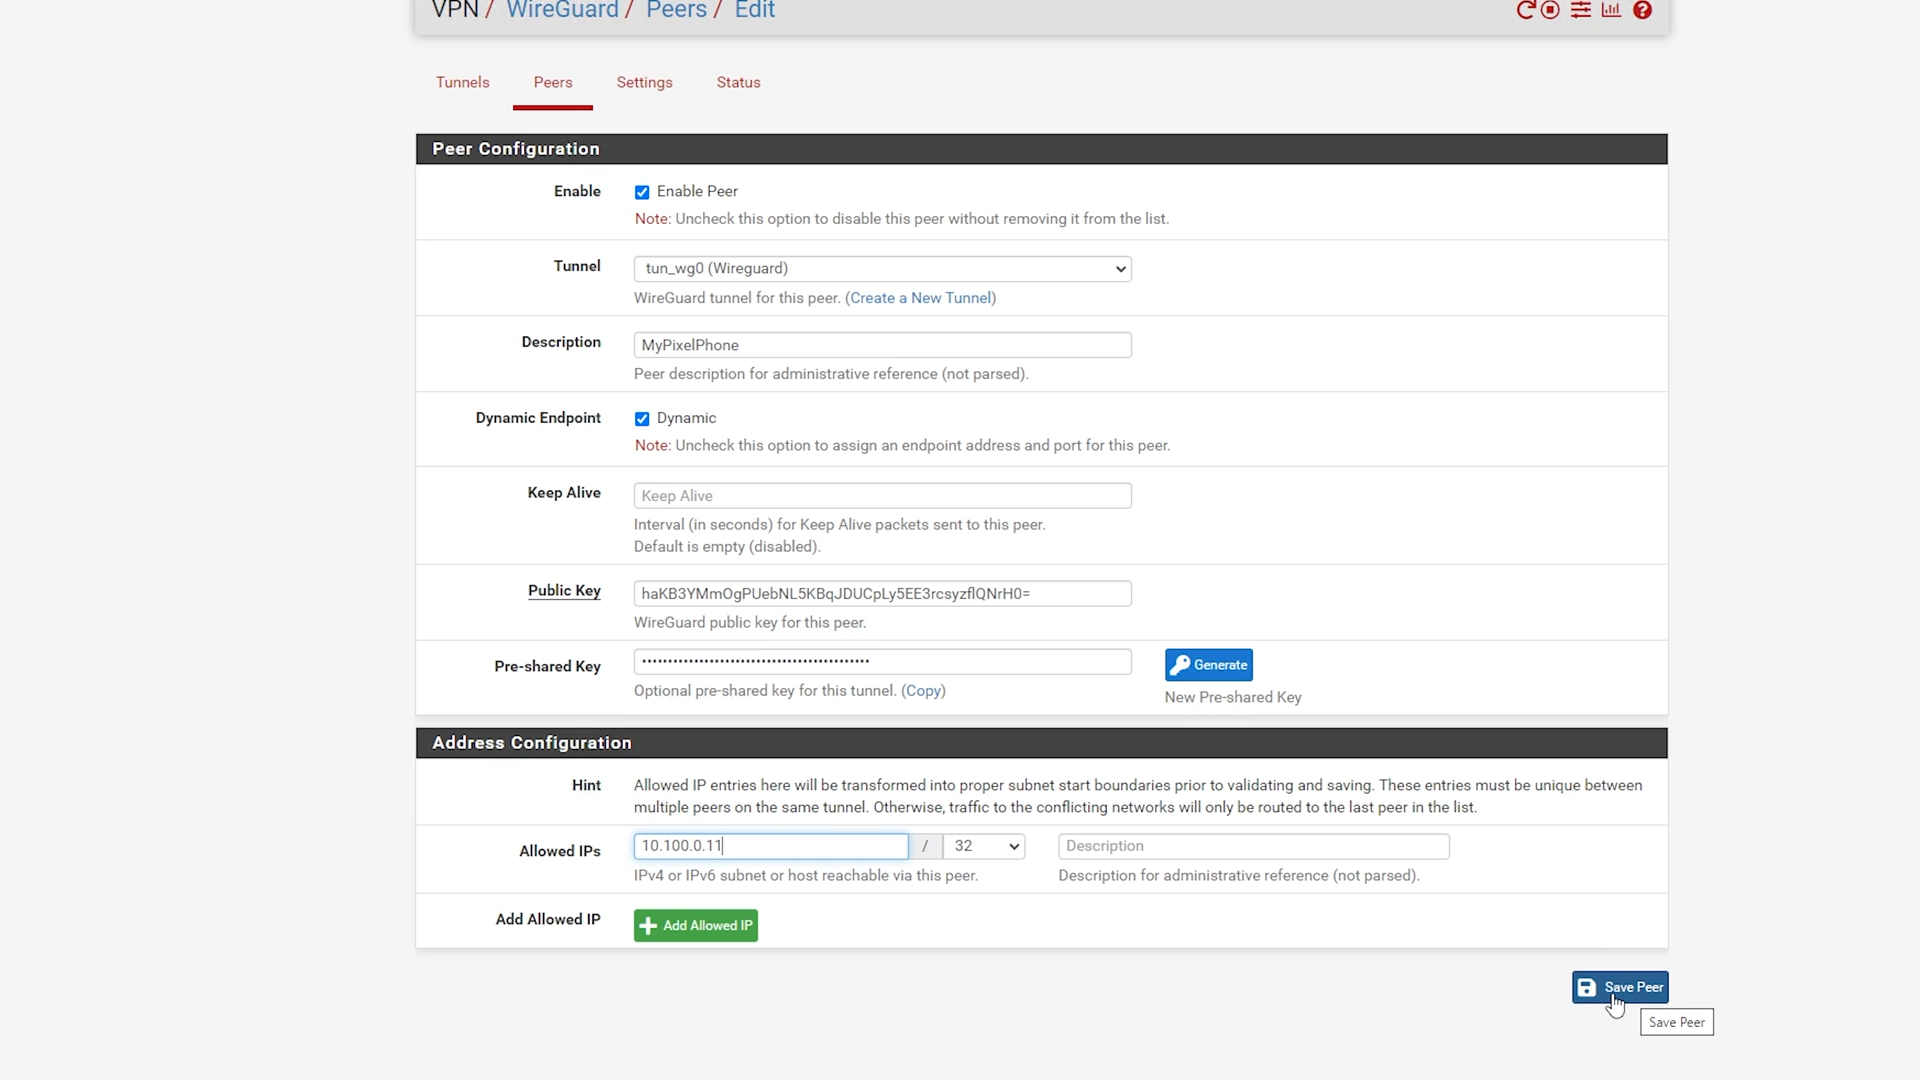 VPN / WireGuard / Peers / Edit
Tunnels Peers Settings Status
Peer Configuration
Enable Enable Peer
Note: Uncheck this option to disable this peer without removing it from the list.
Tunnel tun_wg0 (Wireguard)
WireGuard tunnel for this peer. (Create a New Tunnel)
Description MyPixelPhone
Peer description for administrative reference (not parsed).
Dynamic Endpoint Dynamic
Note: Uncheck this option to assign an endpoint address and port for this peer.
Keep Alive Keep Alive
Interval (in seconds) for Keep Alive packets sent to this peer.
Default is empty (disabled).
Public Key haKB3YMmOgPUebNL5KBqJDUCpLy5EE3rcsyzflQNrH0=
WireGuard public key for this peer.
Pre-shared Key ••••••••••••••••••••••••••••••••••••••••••••  Generate
Optional pre-shared key for this tunnel. (Copy) New Pre-shared Key
Address Configuration
Hint Allowed IP entries here will be transformed into proper subnet start boundaries prior to validating and saving. These entries must be unique between
multiple peers on the same tunnel. Otherwise, traffic to the conflicting networks will only be routed to the last peer in the list.
Allowed IPs 10.100.0.11 / 32 Description
IPv4 or IPv6 subnet or host reachable via this peer. Description for administrative reference (not parsed).
Add Allowed IP Add Allowed IP
Save Peer
Save Peer